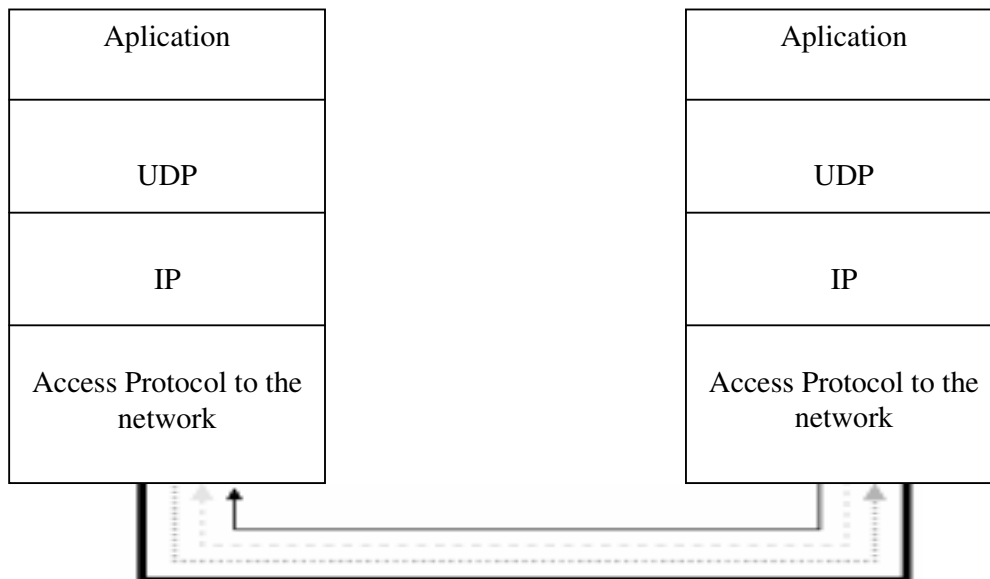 Aplication
UDP
IP
Access Protocol to the
network
Aplication
UDP
IP
Access Protocol to the
network